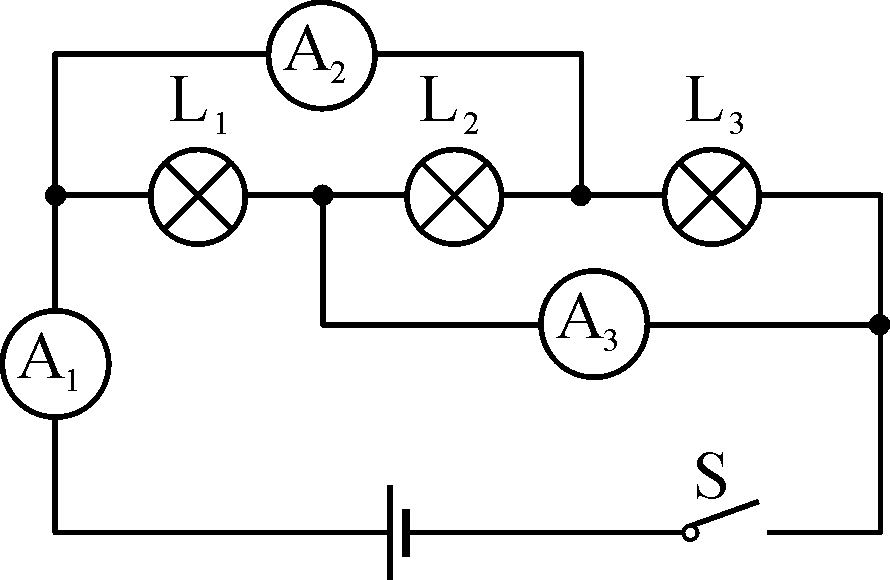 A₂
L₁ L₂ L₃
A₃
A₁
S